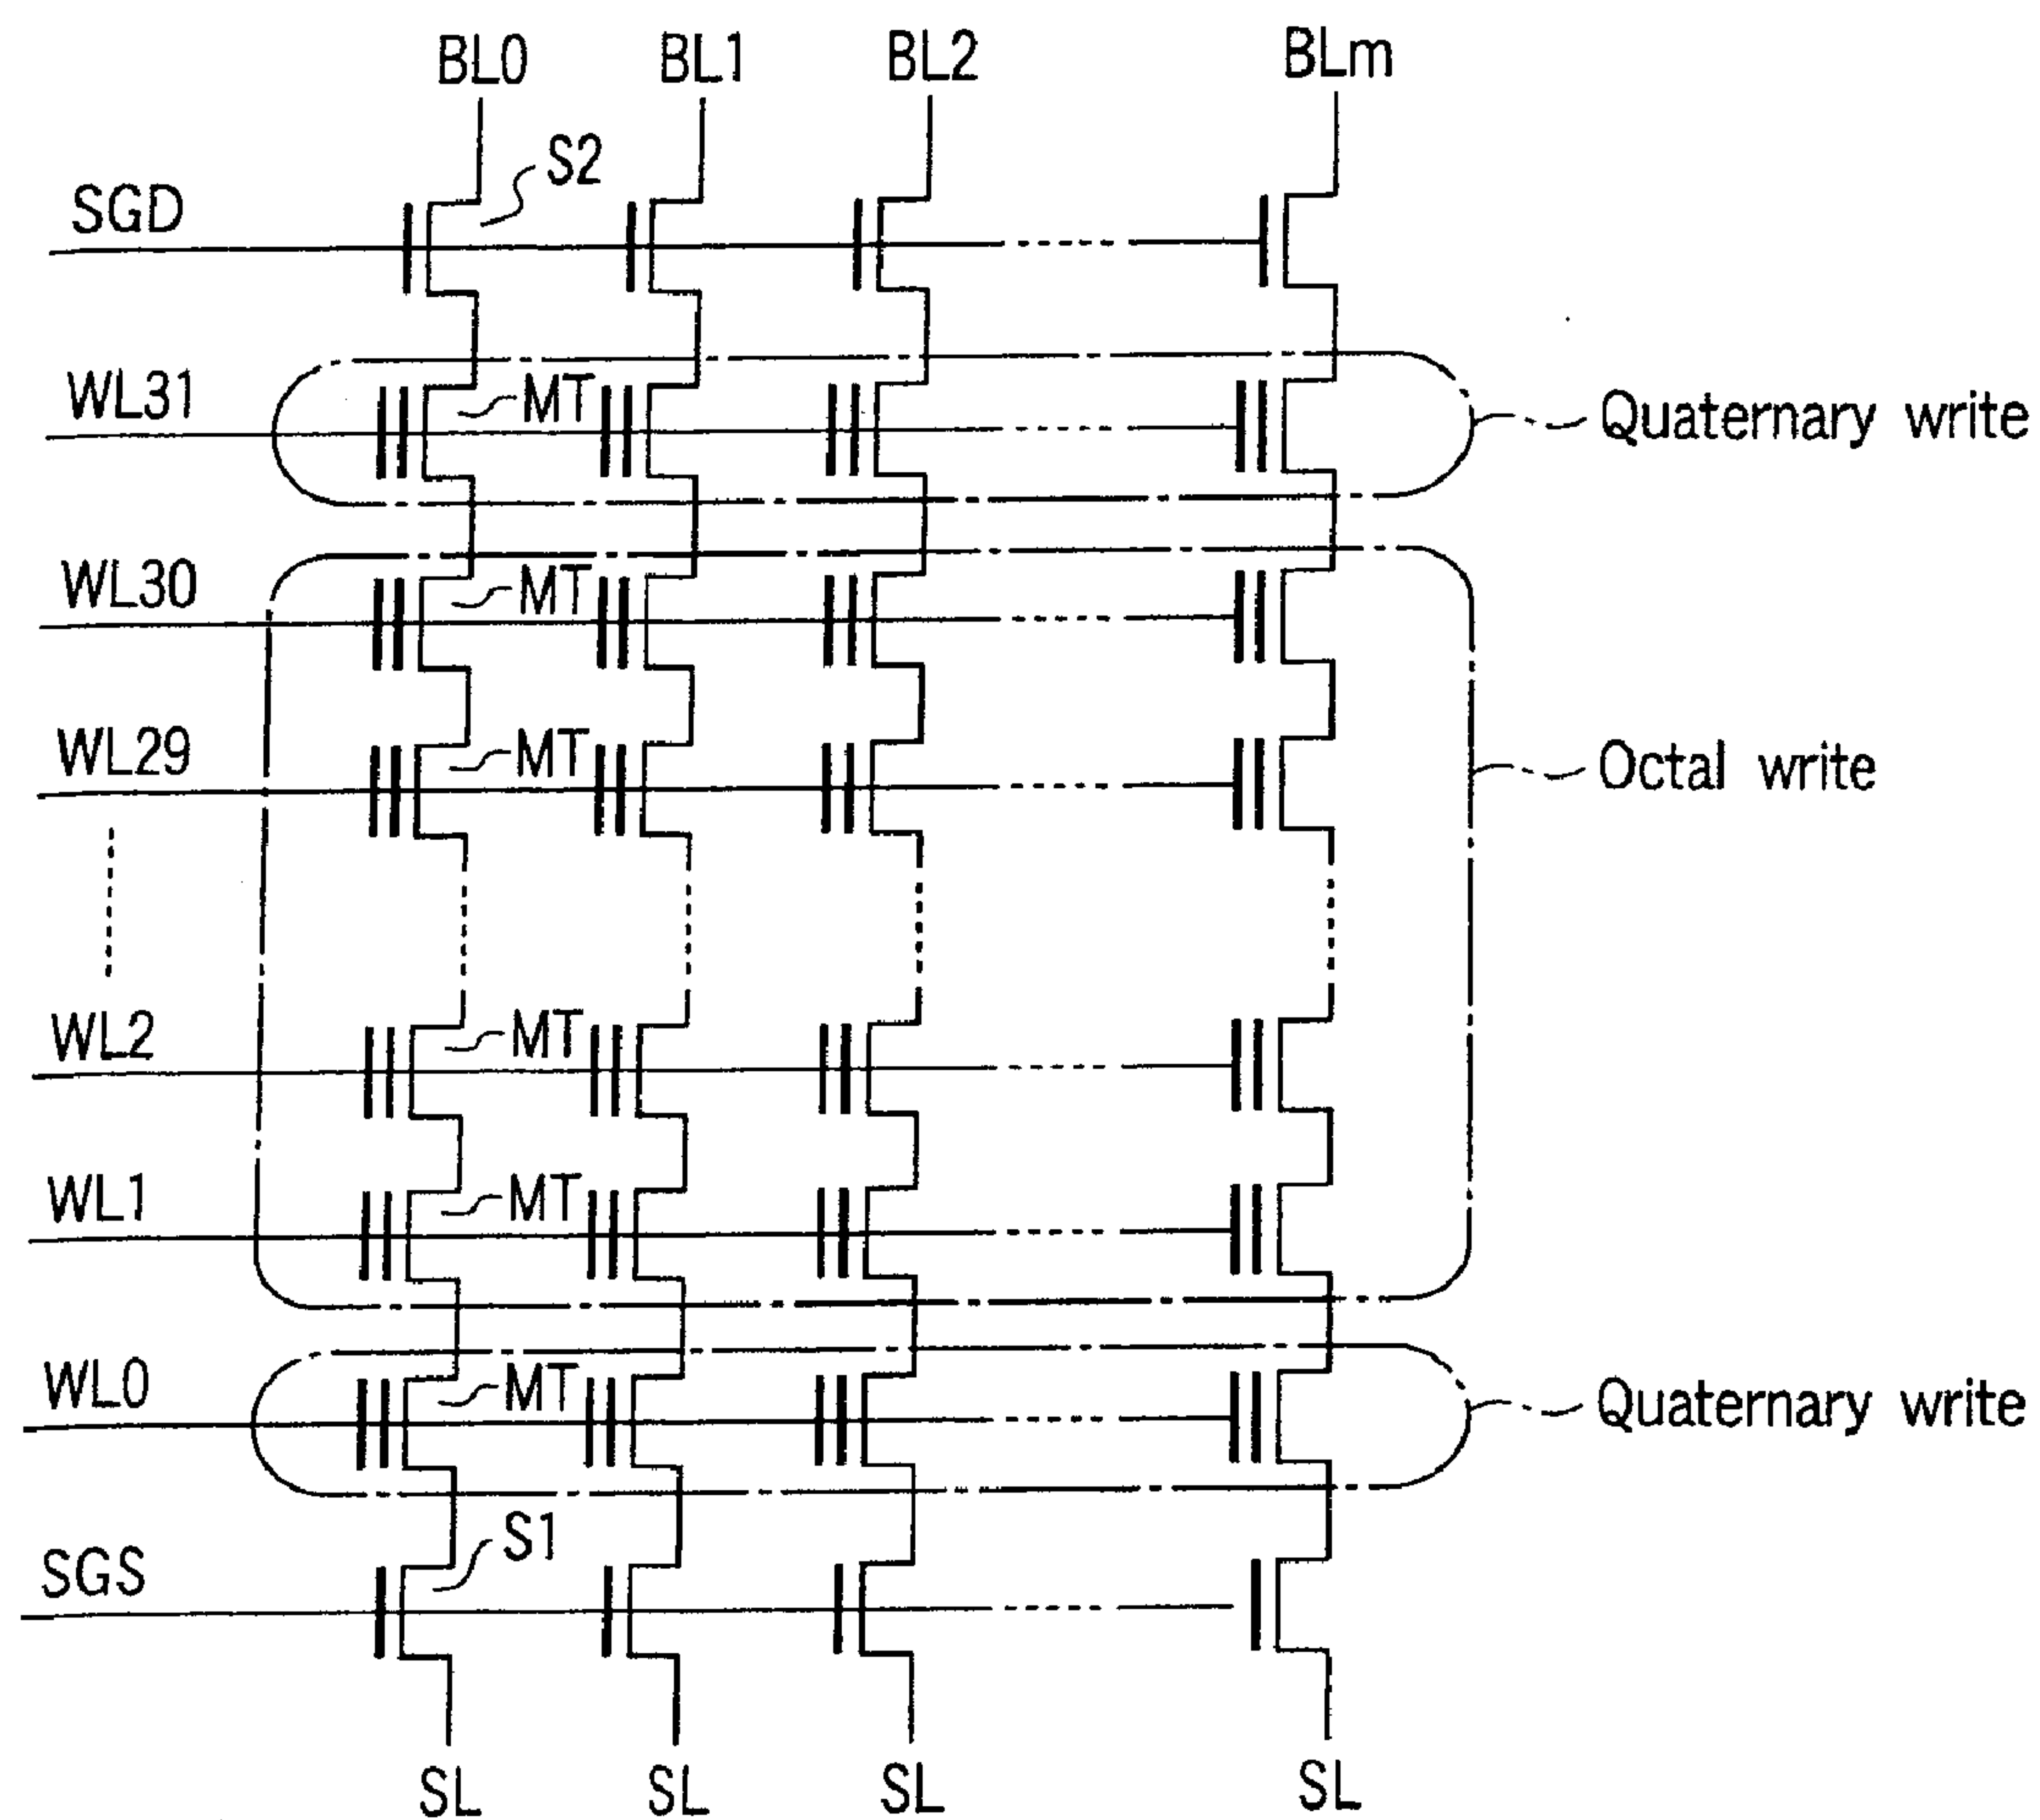 BL0 BL1 BL2 BLm
S2
SGD
WL31 MT Quaternary write
WL30 MT
WL29 MT Octal write
WL2 MT
WL1 MT
WL0 MT Quaternary write
S1
SGS
SL SL SL SL